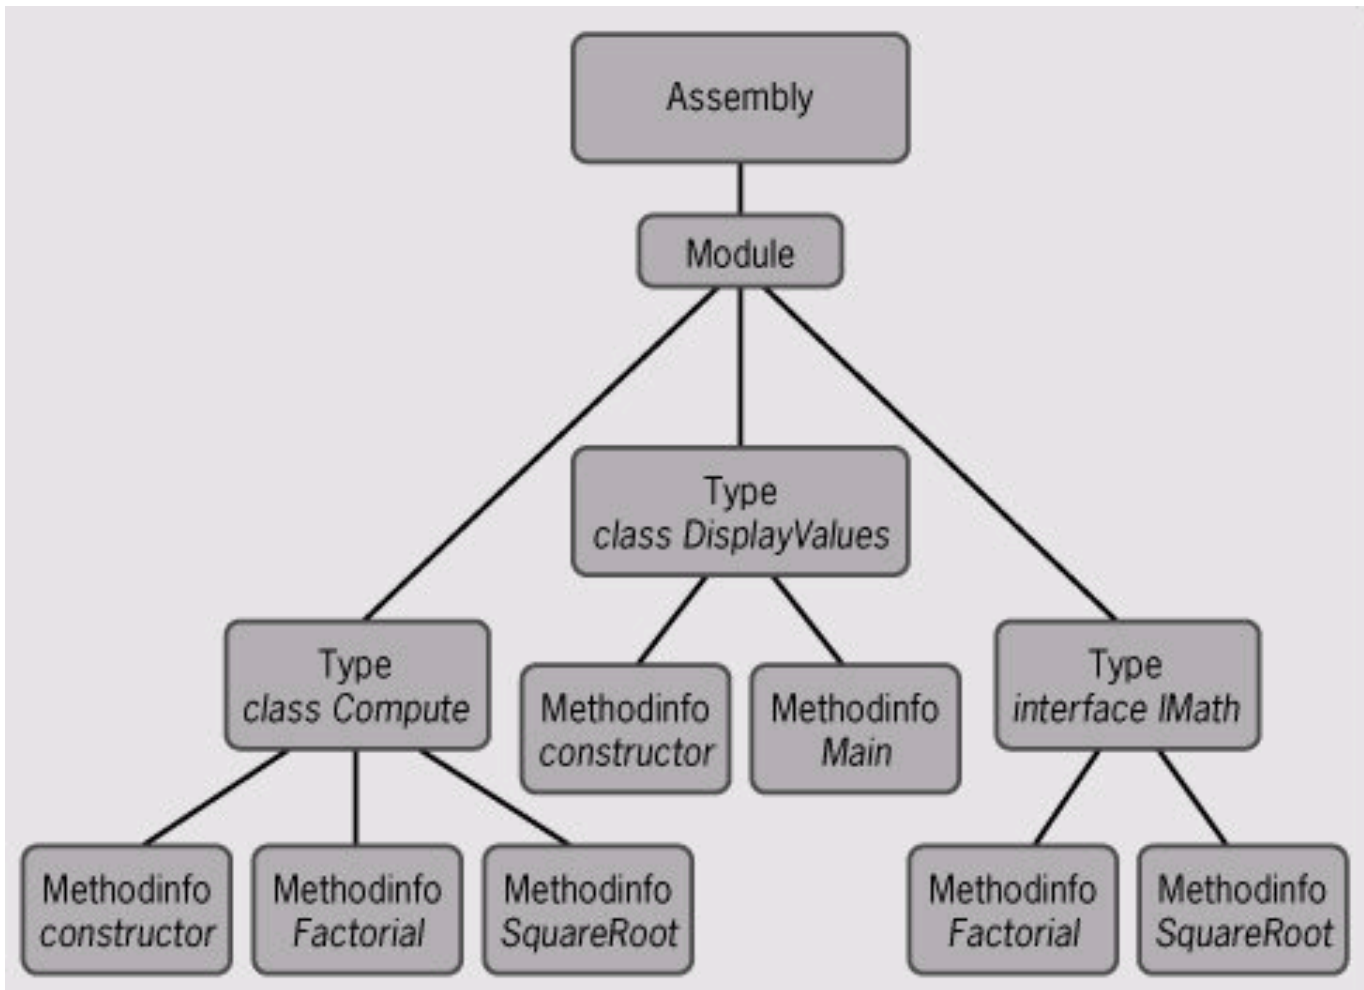 Assembly
Module
Type
class DisplayValues
Type
class Compute
Methodinfo
constructor
Methodinfo
Main
Type
interface IMath
Methodinfo
constructor
Methodinfo
Factorial
Methodinfo
SquareRoot
Methodinfo
Factorial
Methodinfo
SquareRoot